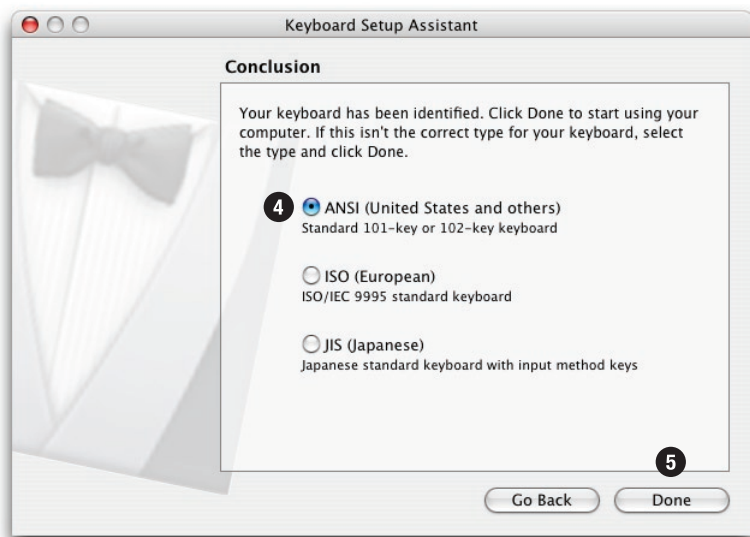 Keyboard Setup Assistant
Conclusion
Your keyboard has been identified. Click Done to start using your
computer. If this isn't the correct type for your keyboard, select
the type and click Done.
4 ANSI (United States and others)
Standard 101-key or 102-key keyboard
ISO (European)
ISO/IEC 9995 standard keyboard
JIS (Japanese)
Japanese standard keyboard with input method keys
5
Go Back Done